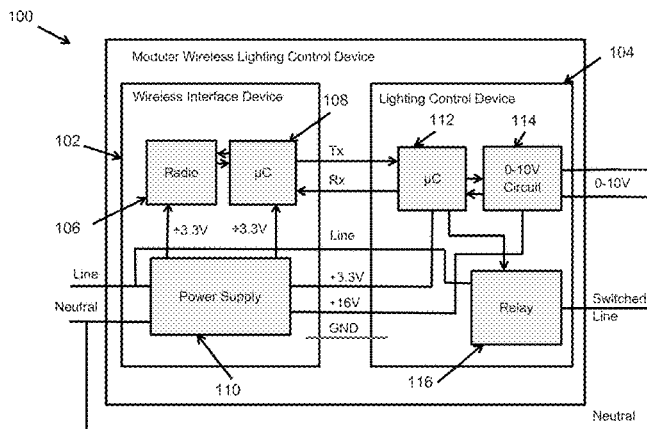 100
Modular Wireless Lighting Control Device
104
Wireless Interface Device
Lighting Control Device
108
112
114
102
Radio
µC
Tx
Rx
µC
0-10V
Circuit
0-10V
106
+3.3V
+3.3V
Line
Line
+3.3V
Power Supply
Relay
Switched
Line
Neutral
+16V
GND
110
116
Neutral